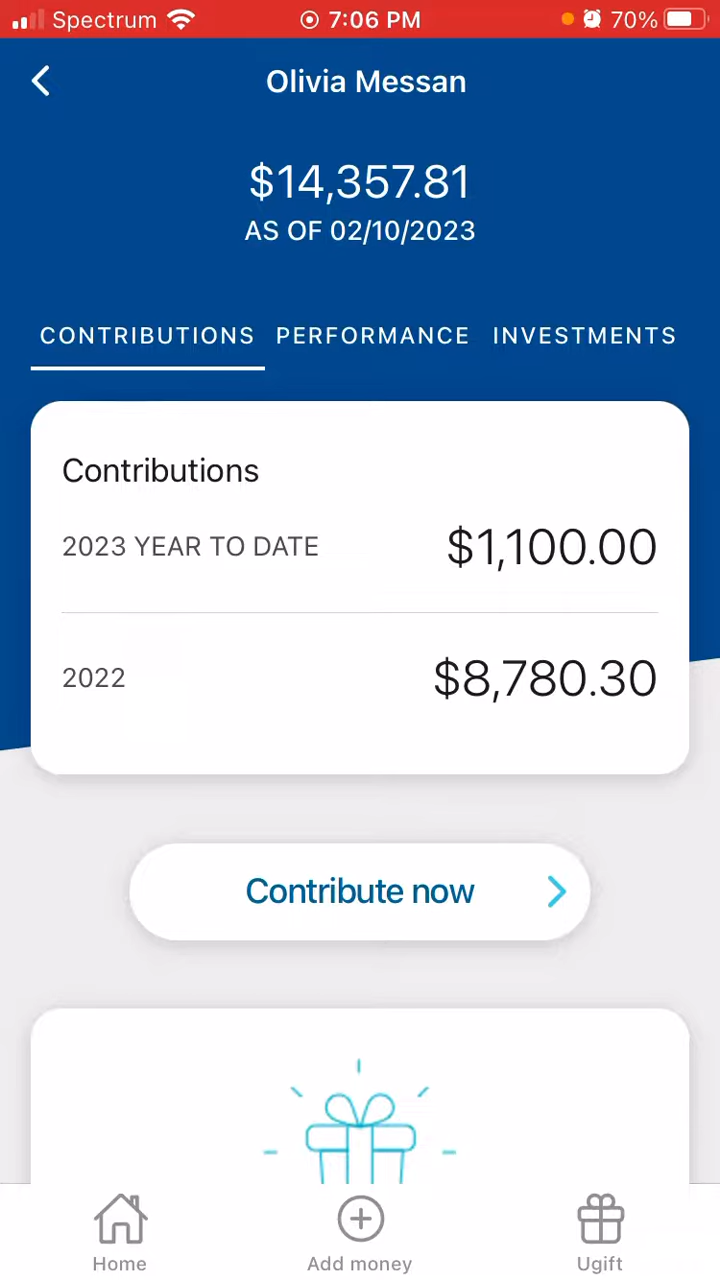 Spectrum 7:06 PM 70%
Olivia Messan
$14,357.81
AS OF 02/10/2023
CONTRIBUTIONS PERFORMANCE INVESTMENTS
Contributions
2023 YEAR TO DATE $1,100.00
2022 $8,780.30
Contribute now
Home Add money Ugift